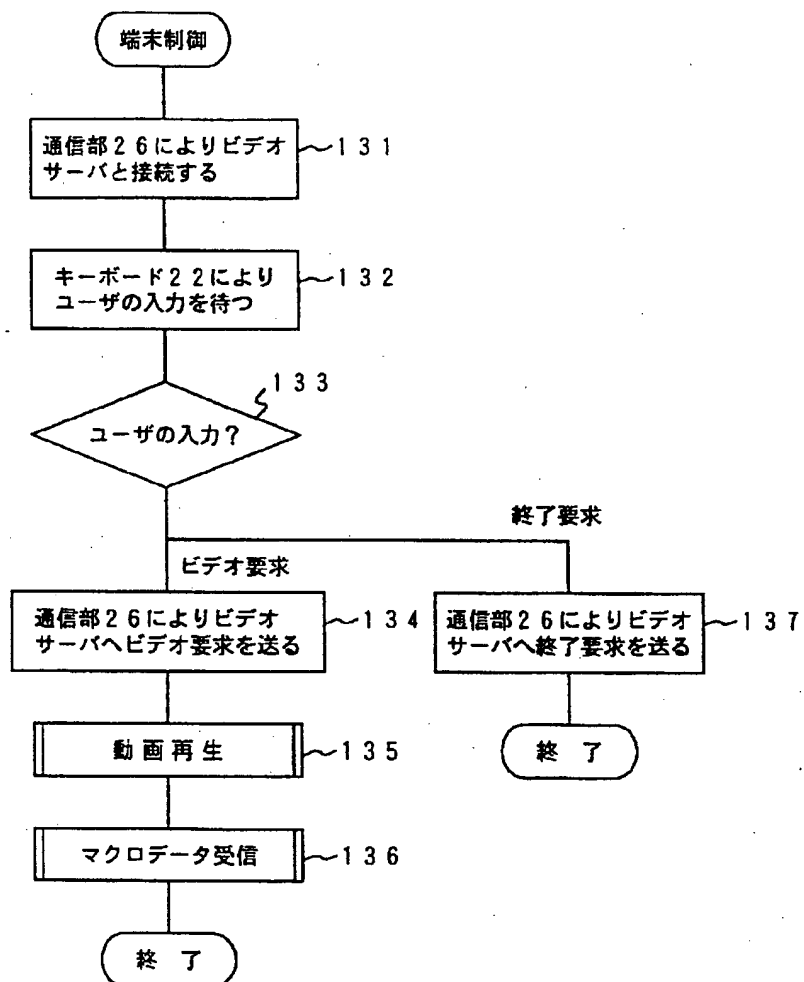 端末制御
通信部26によりビデオ
サーバと接続する
131
キーボード22により
ユーザの入力を待つ
132
133
ユーザの入力?
終了要求
ビデオ要求
通信部26によりビデオ
サーバへビデオ要求を送る
134
通信部26によりビデオ
サーバへ終了要求を送る
137
動画再生
135
終 了
マクロデータ受信
136
終 了